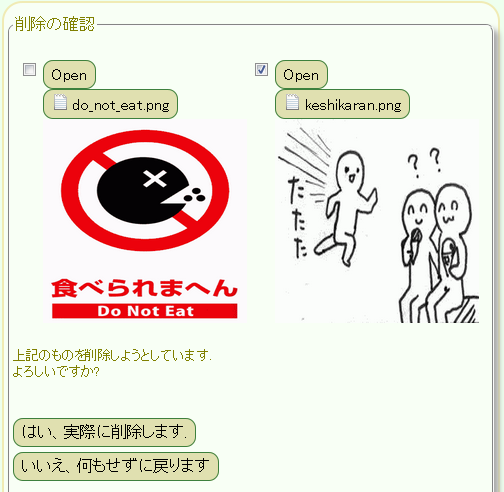 削除の確認
Open
do_not_eat.png
食べられまへん
Do Not Eat
Open
keshikaran.png
たたた
? ?
上記のものを削除しようとしています.
よろしいですか?
はい、実際に削除します.
いいえ、何もせずに戻ります